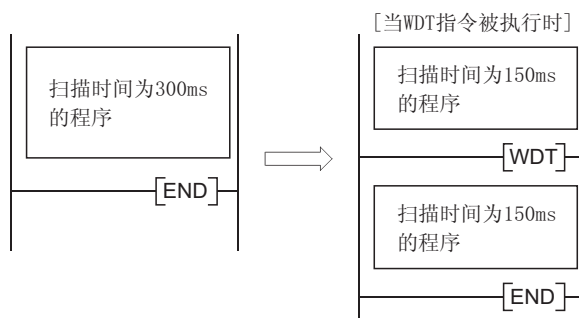 扫描时间为300ms
的程序
END
[当WDT指令被执行时]
扫描时间为150ms
的程序
WDT
扫描时间为150ms
的程序
END